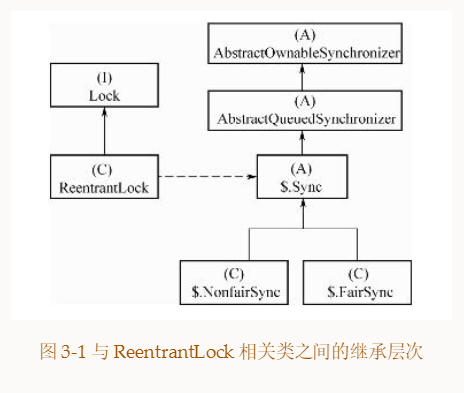 (A)
AbstractOwnableSynchronizer
(I)
Lock
(A)
AbstractQueuedSynchronizer
(C)
ReentrantLock
(A)
$.Sync
(C)
$.NonfairSync
(C)
$.FairSync
图 3-1 与 ReentrantLock 相关类之间的继承层次